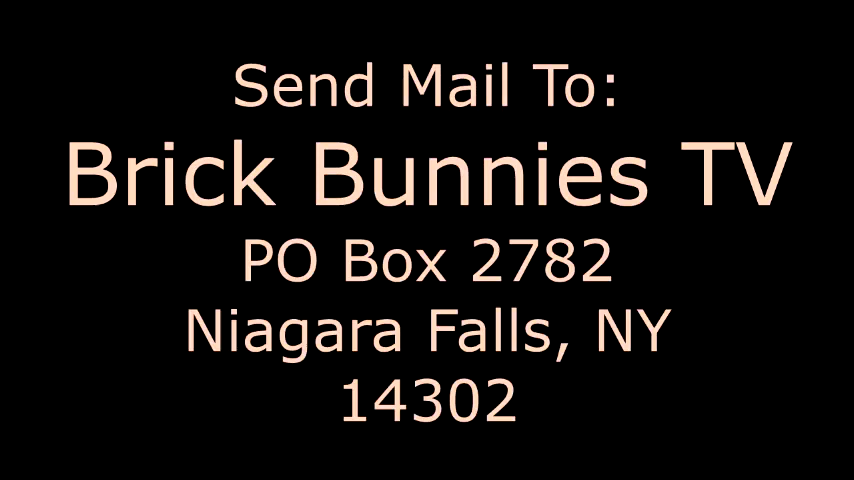 Send Mail To:
Brick Bunnies TV
PO Box 2782
Niagara Falls, NY
14302